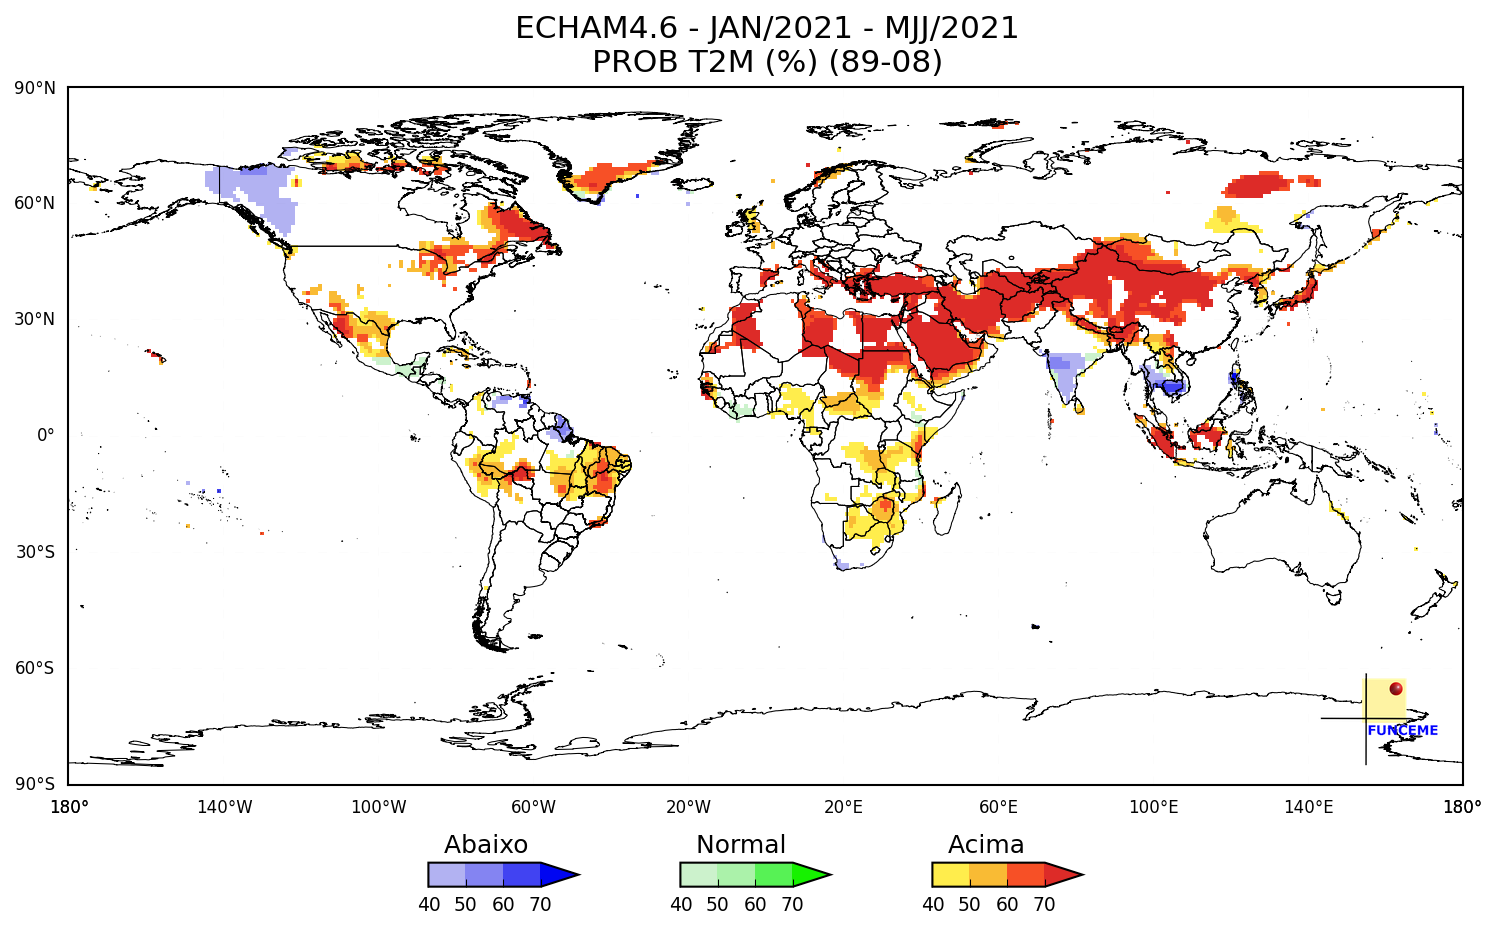 ECHAM4.6 - JAN/2021 - MJJ/2021
PROB T2M (%) (89-08)
90°N
60°N
30°N
0°
30°S
60°S
90°S
180° 140°W 100°W 60°W 20°W 20°E 60°E 100°E 140°E 180°
FUNCEME
Abaixo Normal Acima
40 50 60 70 40 50 60 70 40 50 60 70